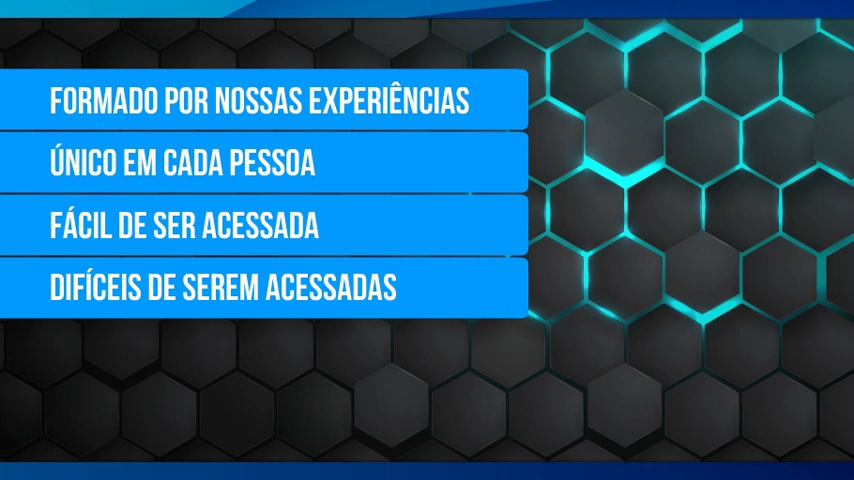 FORMADO POR NOSSAS EXPERIÊNCIAS
ÚNICO EM CADA PESSOA
FÁCIL DE SER ACESSADA
DIFÍCEIS DE SEREM ACESSADAS